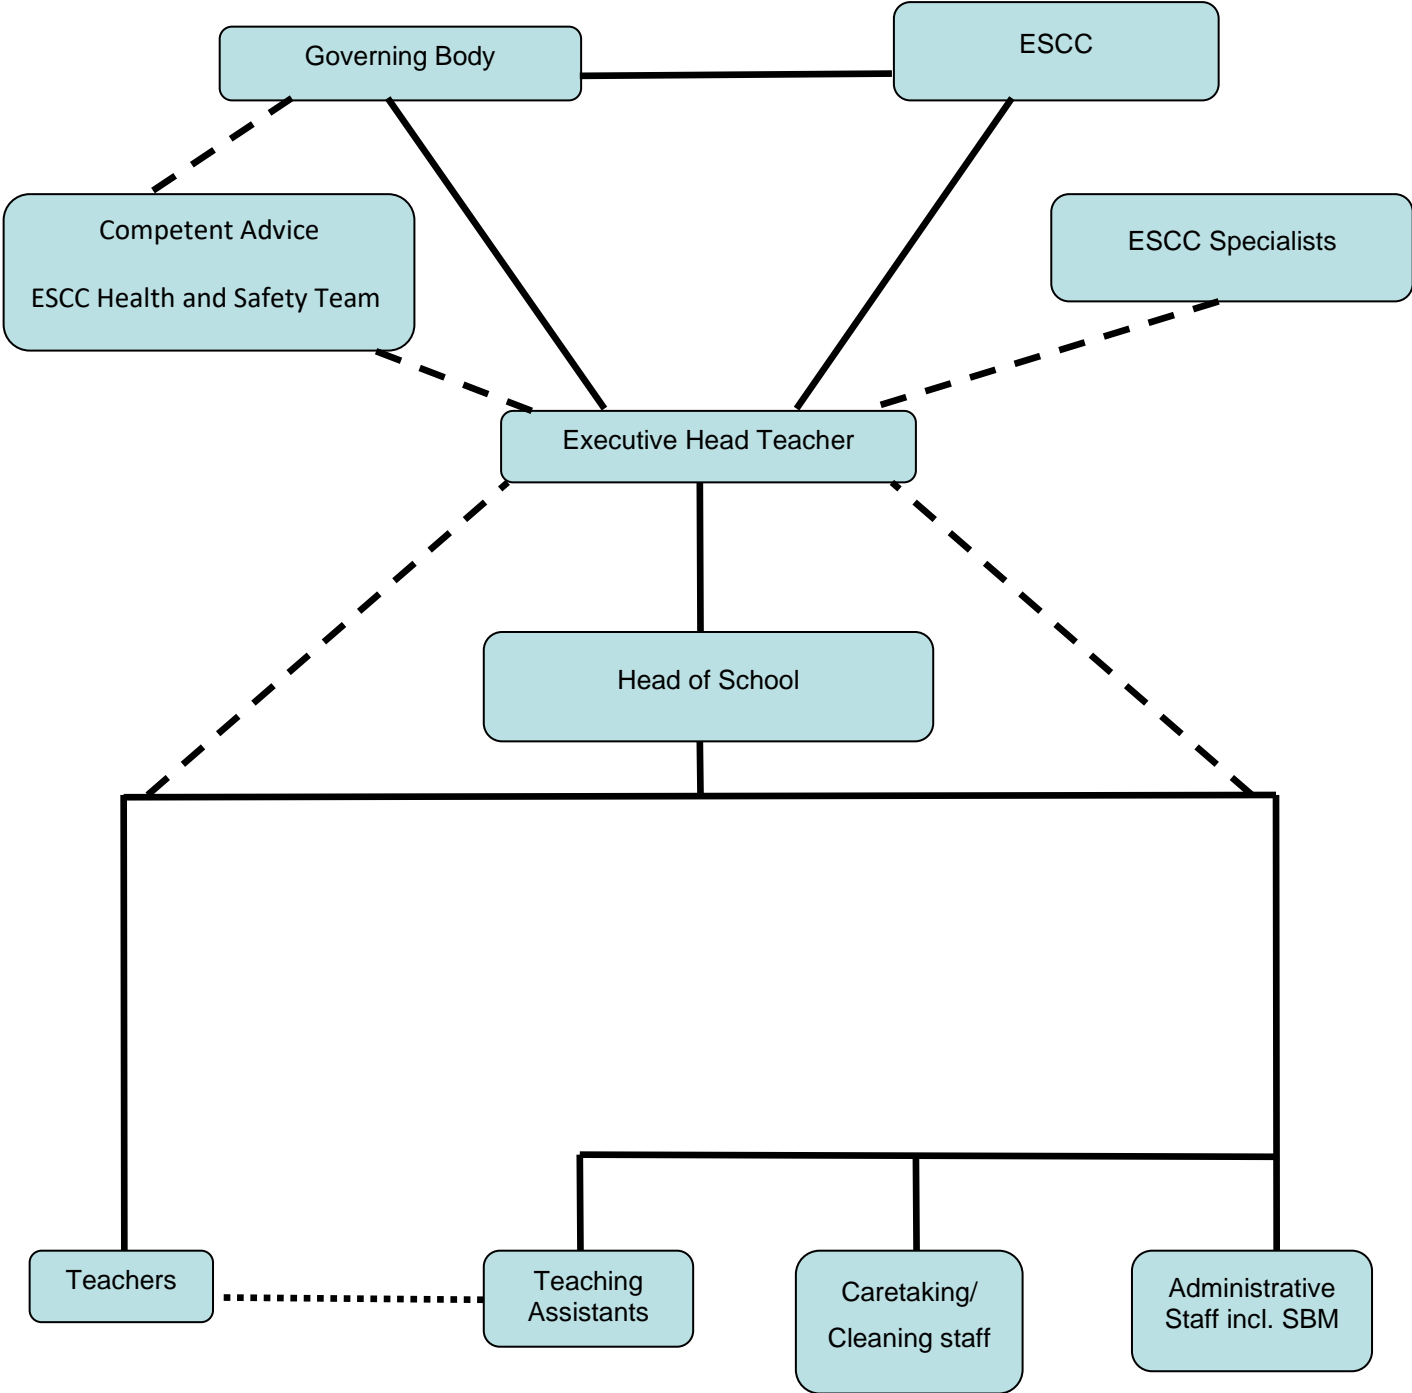 Governing Body
ESCC
Competent Advice
ESCC Health and Safety Team
ESCC Specialists
Executive Head Teacher
Head of School
Teachers
Teaching
Assistants
Caretaking/
Cleaning staff
Administrative
Staff incl. SBM